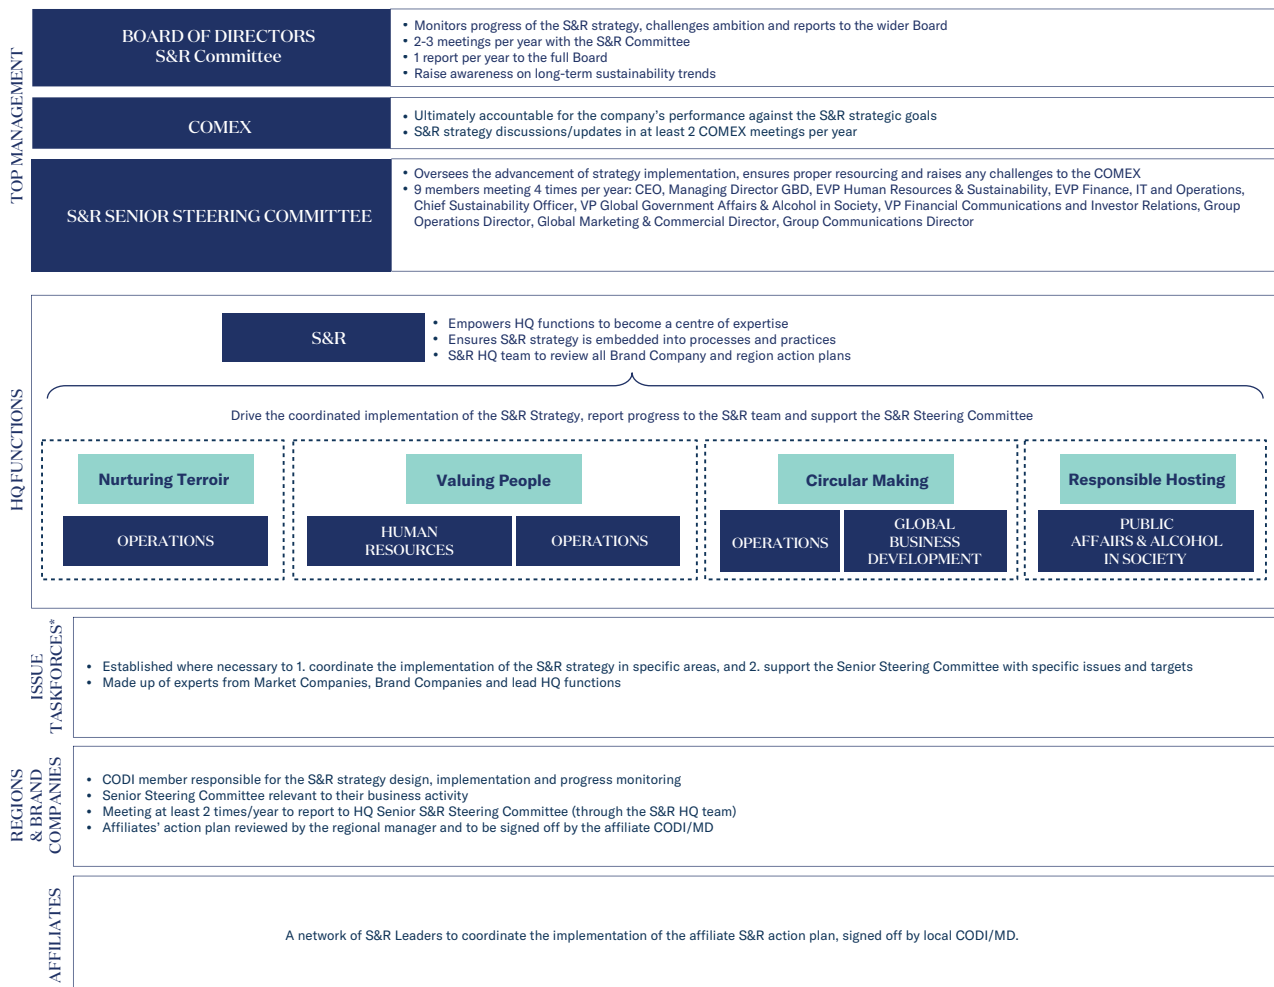 TOP MANAGEMENT
BOARD OF DIRECTORS
S&R Committee
• Monitors progress of the S&R strategy, challenges ambition and reports to the wider Board
• 2-3 meetings per year with the S&R Committee
• 1 report per year to the full Board
• Raise awareness on long-term sustainability trends
COMEX
• Ultimately accountable for the company's performance against the S&R strategic goals
• S&R strategy discussions/updates in at least 2 COMEX meetings per year
S&R SENIOR STEERING COMMITTEE
• Oversees the advancement of strategy implementation, ensures proper resourcing and raises any challenges to the COMEX
• 9 members meeting 4 times per year: CEO, Managing Director GBD, EVP Human Resources & Sustainability, EVP Finance, IT and Operations,
Chief Sustainability Officer, VP Global Government Affairs & Alcohol in Society, VP Financial Communications and Investor Relations, Group
Operations Director, Global Marketing & Commercial Director, Group Communications Director
HQ FUNCTIONS
S&R
• Empowers HQ functions to become a centre of expertise
• Ensures S&R strategy is embedded into processes and practices
• S&R HQ team to review all Brand Company and region action plans
Drive the coordinated implementation of the S&R Strategy, report progress to the S&R team and support the S&R Steering Committee
Nurturing Terroir
OPERATIONS
Valuing People
HUMAN
RESOURCES
OPERATIONS
Circular Making
OPERATIONS
GLOBAL
BUSINESS
DEVELOPMENT
Responsible Hosting
PUBLIC
AFFAIRS & ALCOHOL
IN SOCIETY
ISSUE
TASKFORCES*
• Established where necessary to 1. coordinate the implementation of the S&R strategy in specific areas, and 2. support the Senior Steering Committee with specific issues and targets
• Made up of experts from Market Companies, Brand Companies and lead HQ functions
REGIONS
& BRAND
COMPANIES
• CODI member responsible for the S&R strategy design, implementation and progress monitoring
• Senior Steering Committee relevant to their business activity
• Meeting at least 2 times/year to report to HQ Senior S&R Steering Committee (through the S&R HQ team)
• Affiliates' action plan reviewed by the regional manager and to be signed off by the affiliate CODI/MD
AFFILIATES
A network of S&R Leaders to coordinate the implementation of the affiliate S&R action plan, signed off by local CODI/MD.